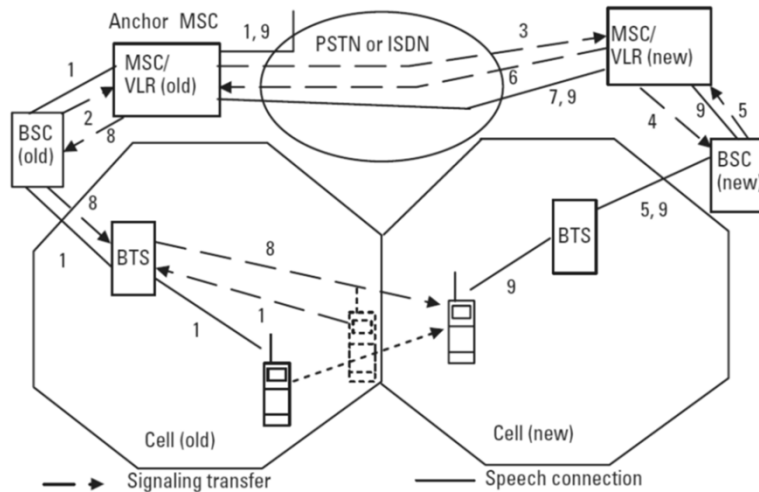 Anchor MSC
1, 9
PSTN or ISDN
3
MSC/
VLR (new)
1
MSC/
VLR (old)
6
2
7, 9
4
9
5
BSC
(old)
8
BSC
(new)
8
5, 9
1
BTS
8
BTS
9
1
1
Cell (old)
Cell (new)
Signaling transfer
Speech connection